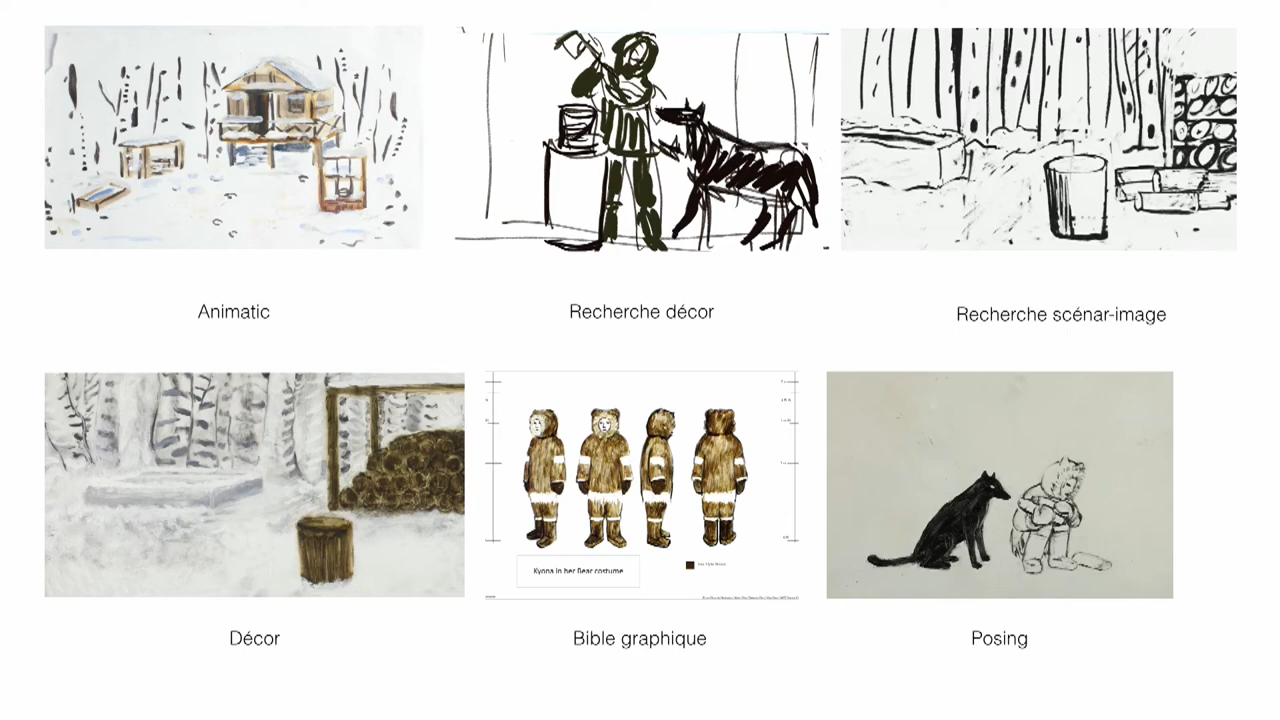 Animatic
Recherche décor
Recherche scénar-image
Kyona in her Bear costume
Décor
Bible graphique
Posing